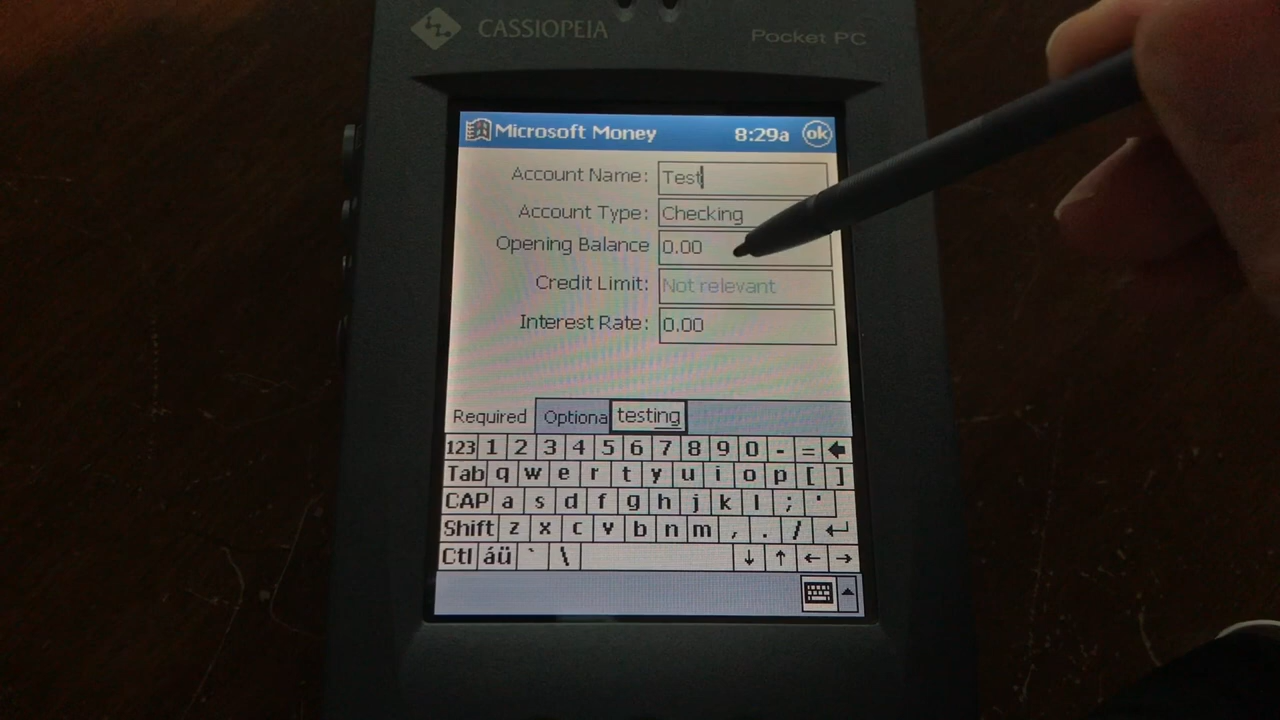 CASSIOPEIA Pocket PC
Microsoft Money 8:29a ok
Account Name: Test
Account Type: Checking
Opening Balance 0.00
Credit Limit: Not relevant
Interest Rate: 0.00
Required Optiona testing
123 1 2 3 4 5 6 7 8 9 0 - =
Tab q w e r t y u i o p [ ]
CAP a s d f g h j k l ; '
Shift z x c v b n m , . /
Ctl áü ` \ ↓ ↑ ← →